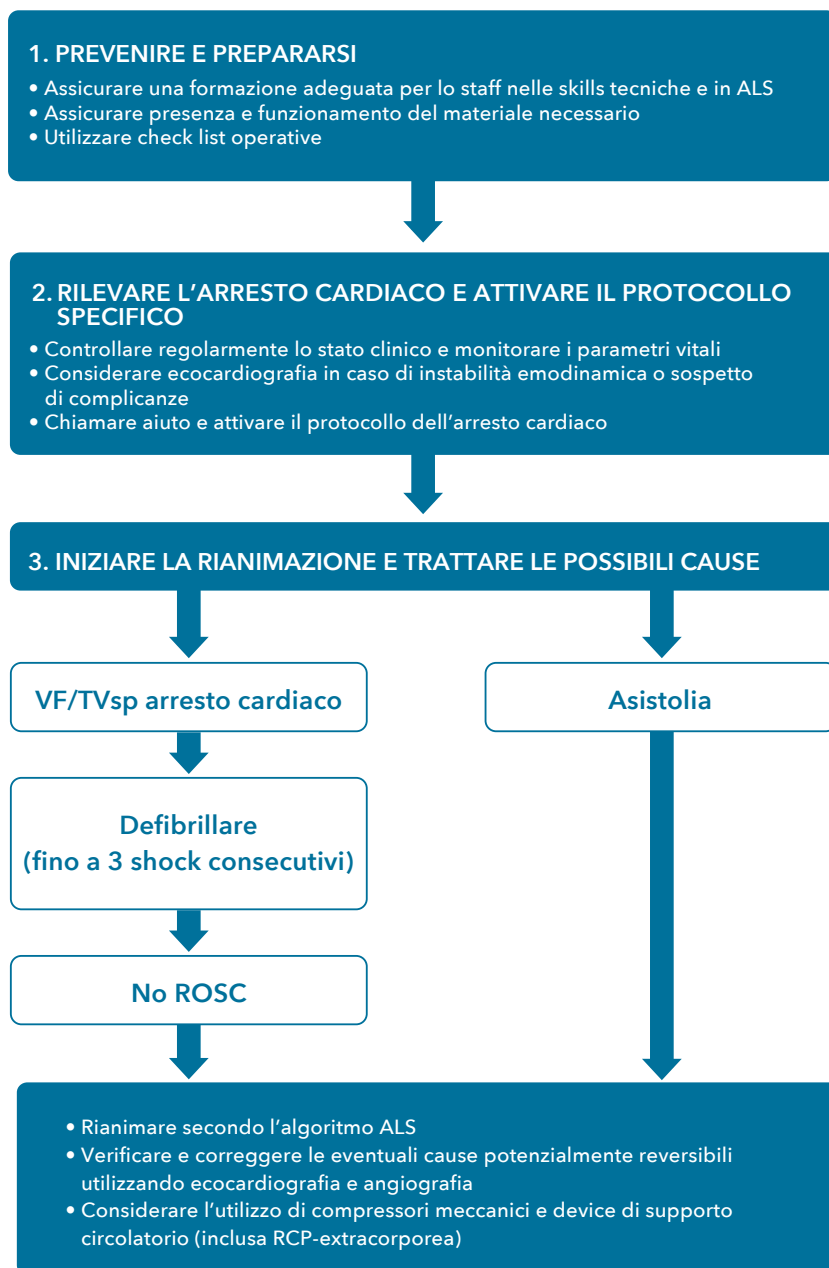 1. PREVENIRE E PREPARARSI
• Assicurare una formazione adeguata per lo staff nelle skills tecniche e in ALS
• Assicurare presenza e funzionamento del materiale necessario
• Utilizzare check list operative
2. RILEVARE L’ARRESTO CARDIACO E ATTIVARE IL PROTOCOLLO
SPECIFICO
• Controllare regolarmente lo stato clinico e monitorare i parametri vitali
• Considerare ecocardiografia in caso di instabilità emodinamica o sospetto
di complicanze
• Chiamare aiuto e attivare il protocollo dell’arresto cardiaco
3. INIZIARE LA RIANIMAZIONE E TRATTARE LE POSSIBILI CAUSE
VF/TVsp arresto cardiaco
Asistolia
Defibrillare
(fino a 3 shock consecutivi)
No ROSC
• Rianimare secondo l’algoritmo ALS
• Verificare e correggere le eventuali cause potenzialmente reversibili
utilizzando ecocardiografia e angiografia
• Considerare l’utilizzo di compressori meccanici e device di supporto
circolatorio (inclusa RCP-extracorporea)